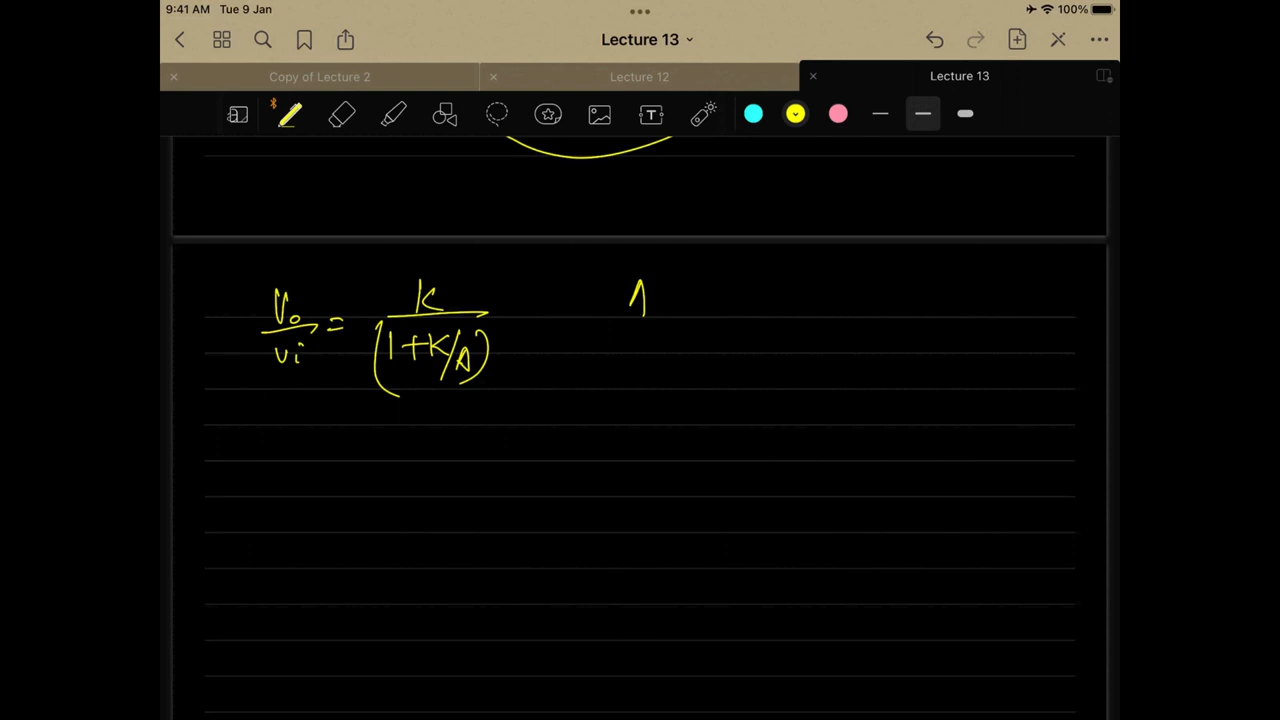 9:41 AM Tue 9 Jan 100%
Lecture 13
Copy of Lecture 2 Lecture 12 Lecture 13
T
Vo/vi = K/(1+K/A)